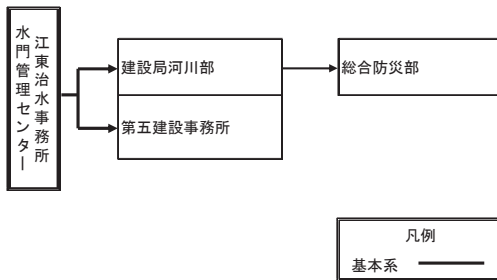 江東治水事務所
水門管理センター
建設局河川部
総合防災部
第五建設事務所
凡例
基本系